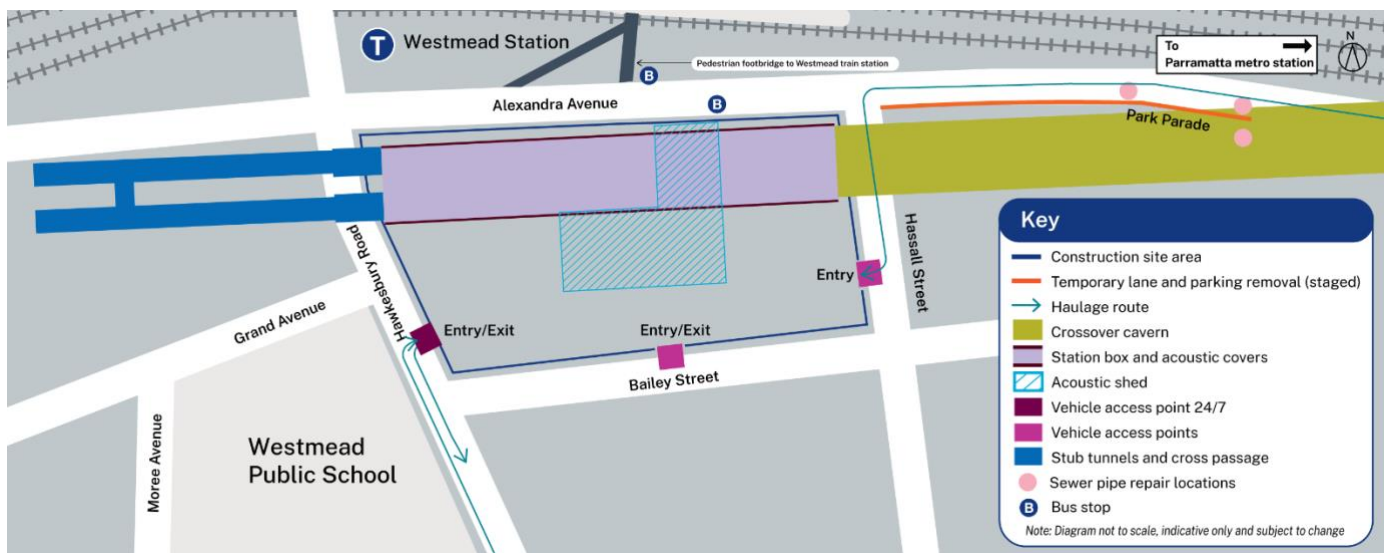 T Westmead Station
N
To
Parramatta metro station
Pedestrian footbridge to Westmead train station
B
B
Alexandra Avenue
Park Parade
Hawkesbury Road
Hassall Street
Entry
Grand Avenue
Entry/Exit
Entry/Exit
Bailey Street
Moree Avenue
Westmead
Public School
Key
Construction site area
Temporary lane and parking removal (staged)
Haulage route
Crossover cavern
Station box and acoustic covers
Acoustic shed
Vehicle access point 24/7
Vehicle access points
Stub tunnels and cross passage
Sewer pipe repair locations
B Bus stop
Note: Diagram not to scale, indicative only and subject to change